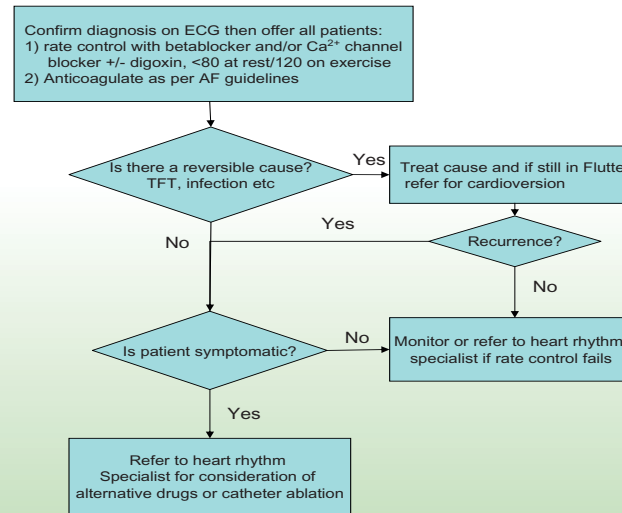 Confirm diagnosis on ECG then offer all patients:
1) rate control with betablocker and/or Ca²⁺ channel
blocker +/- digoxin, <80 at rest/120 on exercise
2) Anticoagulate as per AF guidelines
Is there a reversible cause?
TFT, infection etc
Yes
Treat cause and if still in Flutte
refer for cardioversion
No
Yes
Recurrence?
No
Is patient symptomatic?
No
Monitor or refer to heart rhythm
specialist if rate control fails
Yes
Refer to heart rhythm
Specialist for consideration of
alternative drugs or catheter ablation